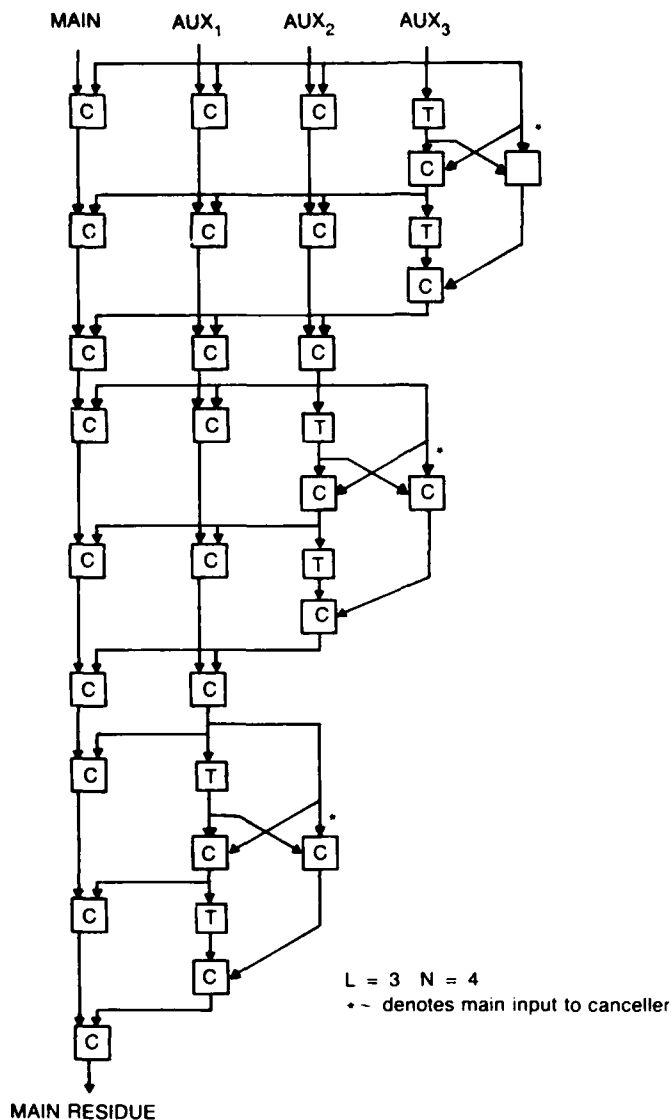 MAIN AUX₁ AUX₂ AUX₃
C C C T
*
C
C C C T
C
C C C
C C T
*
C C
C C T
C
C C
C T
*
C C
C T
C
L = 3 N = 4
* ~ denotes main input to canceller
C
MAIN RESIDUE